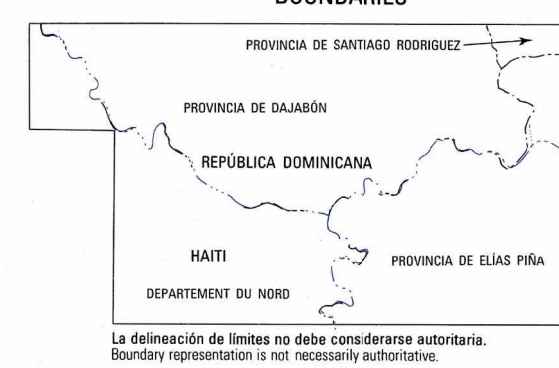 BOUNDARIES
PROVINCIA DE SANTIAGO RODRIGUEZ
PROVINCIA DE DAJABÓN
REPÚBLICA DOMINICANA
HAITI
PROVINCIA DE ELÍAS PIÑA
DEPARTEMENT DU NORD
La delineación de límites no debe considerarse autoritaria.
Boundary representation is not necessarily authoritative.